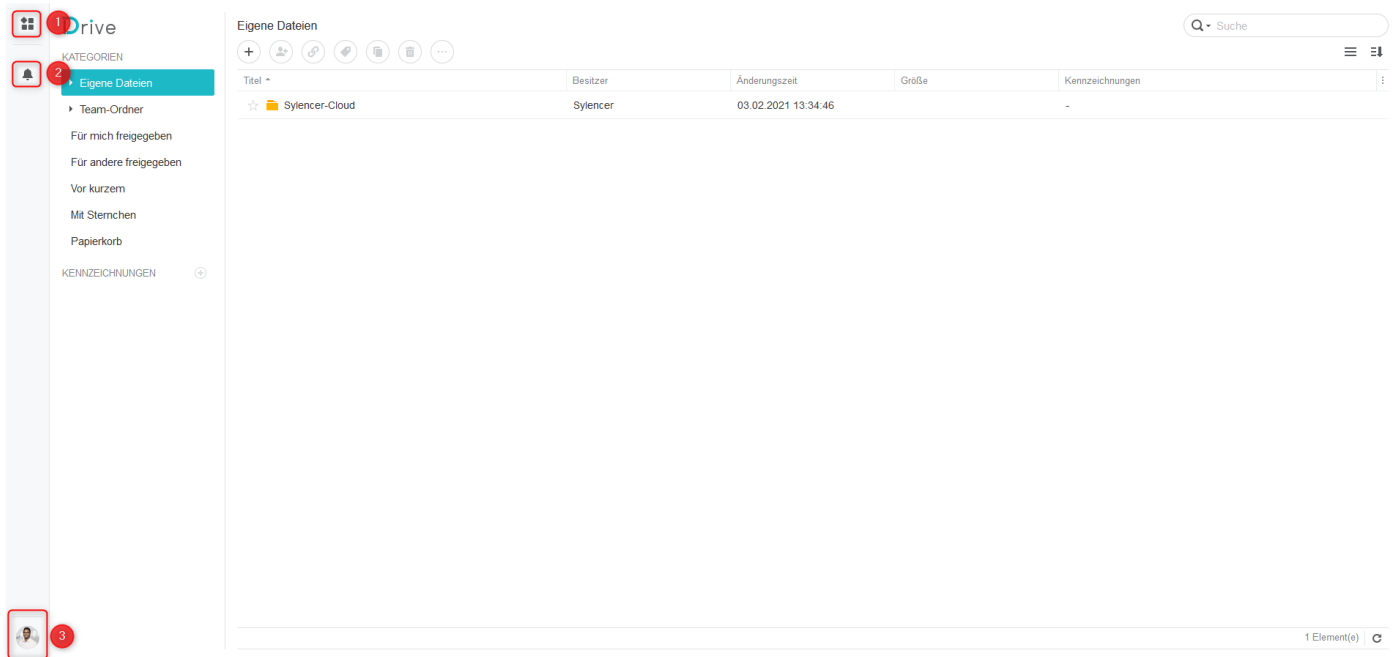 1
Drive
KATEGORIEN
2
Eigene Dateien
Team-Ordner
Für mich freigegeben
Für andere freigegeben
Vor kurzem
Mit Sternchen
Papierkorb
KENNZEICHNUNGEN
3
Eigene Dateien
Suche
Titel Besitzer Änderungszeit Größe Kennzeichnungen
Sylencer-Cloud Sylencer 03.02.2021 13:34:46 -
1 Element(e)